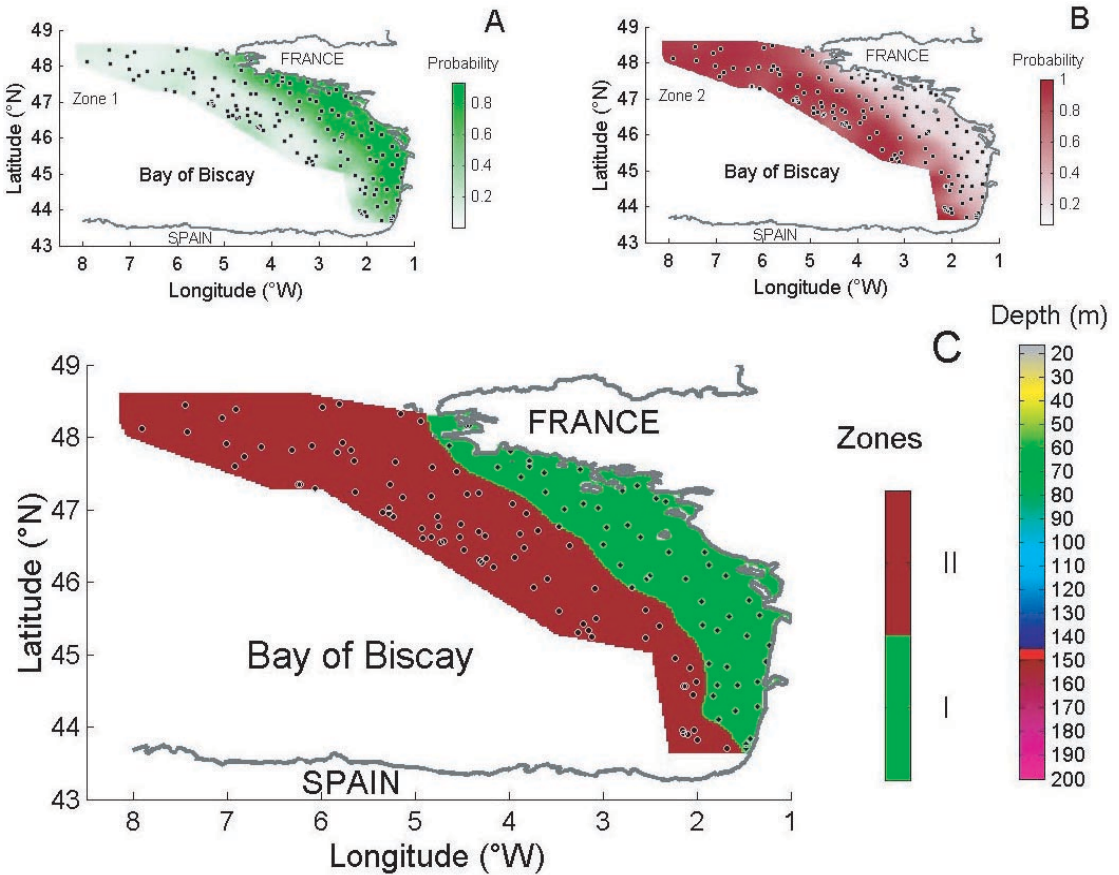 A
49
48
47
46
45
44
43
Latitude (°N)
FRANCE
Zone 1
Bay of Biscay
SPAIN
8 7 6 5 4 3 2 1
Longitude (°W)
Probability
0.8
0.6
0.4
0.2
B
49
48
47
46
45
44
43
Latitude (°N)
FRANCE
Zone 2
Bay of Biscay
SPAIN
8 7 6 5 4 3 2 1
Longitude (°W)
Probability
1
0.8
0.6
0.4
0.2
C
49
48
47
46
45
44
43
Latitude (°N)
FRANCE
Bay of Biscay
SPAIN
8 7 6 5 4 3 2 1
Longitude (°W)
Zones
II
I
Depth (m)
20
30
40
50
60
70
80
90
100
110
120
130
140
150
160
170
180
190
200